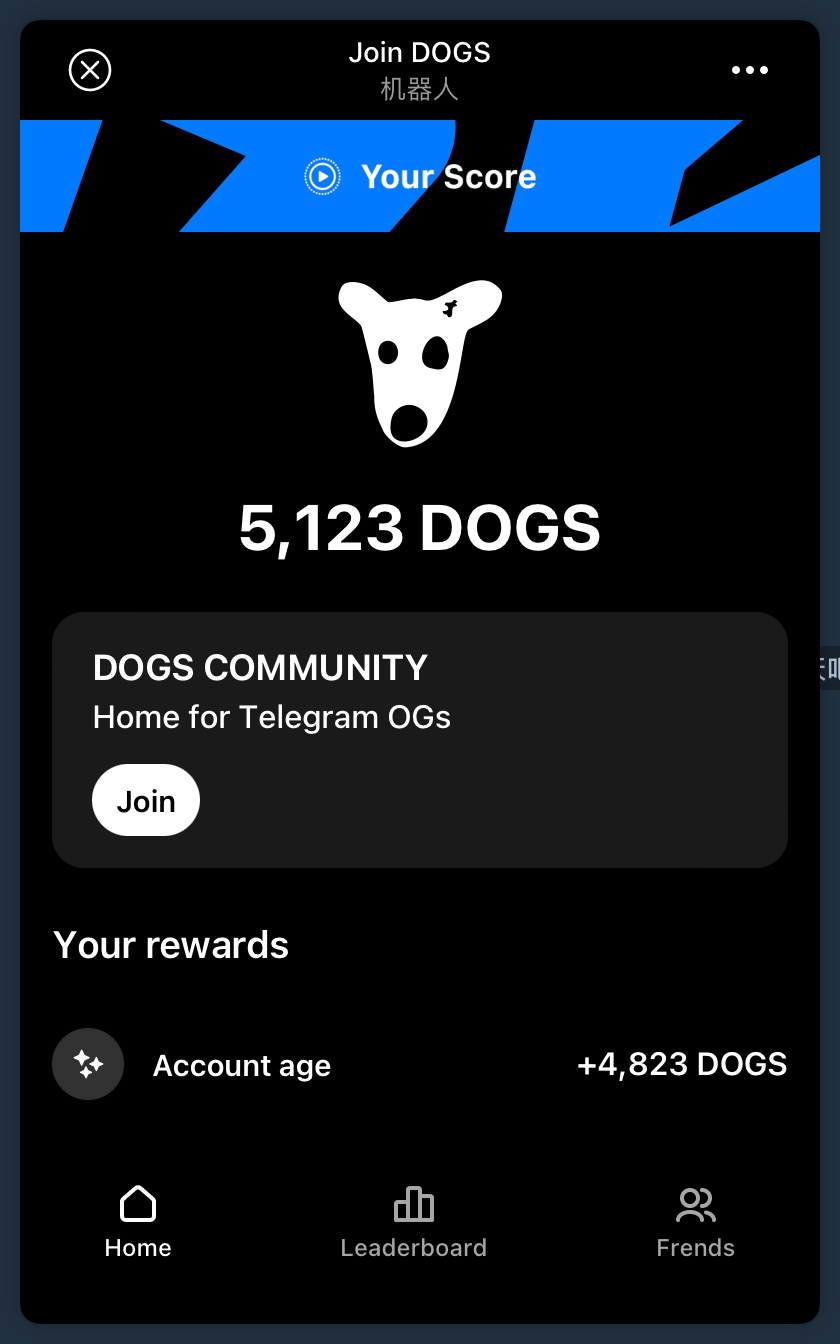 Join DOGS
机器人
Your Score
5,123 DOGS
DOGS COMMUNITY
Home for Telegram OGs
Join
Your rewards
Account age +4,823 DOGS
Home Leaderboard Frends